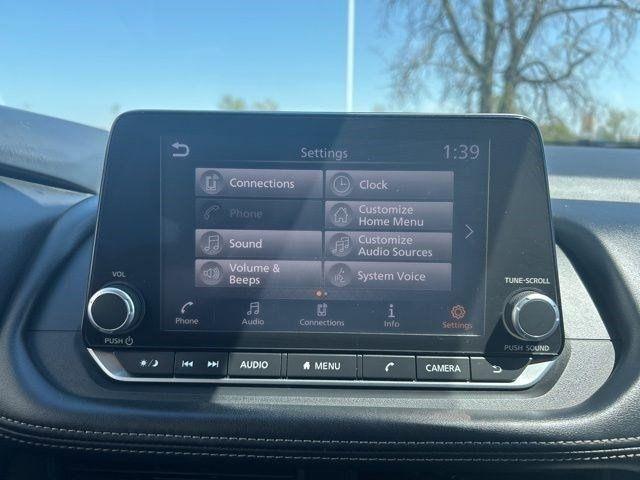 Settings 1:39
Connections Clock
Phone Customize
Home Menu
Sound Customize
Audio Sources
Volume &
Beeps System Voice
Phone Audio Connections Info Settings
VOL
PUSH
TUNE·SCROLL
PUSH SOUND
AUDIO MENU CAMERA